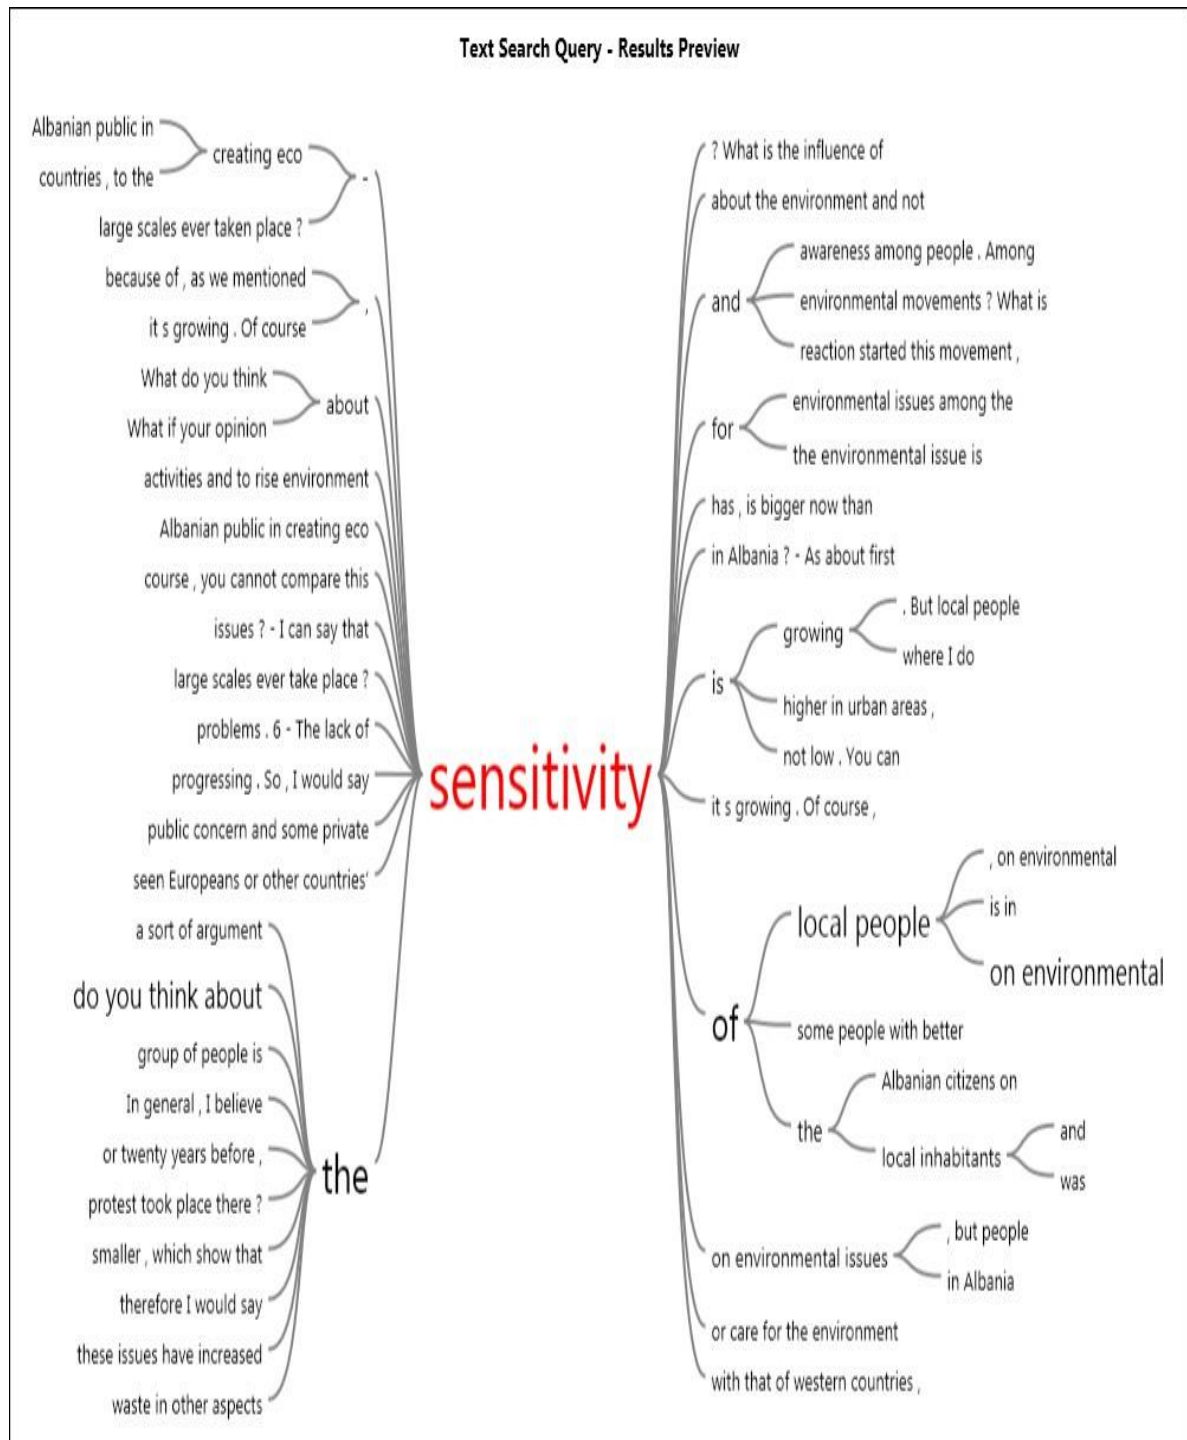 Text Search Query - Results Preview
Albanian public in
countries , to the
creating eco
large scales ever taken place ?
-
because of , as we mentioned
it s growing . Of course
,
What do you think
What if your opinion
about
activities and to rise environment
Albanian public in creating eco
course , you cannot compare this
issues ? - I can say that
large scales ever take place ?
problems . 6 - The lack of
progressing . So , I would say
public concern and some private
seen Europeans or other countries'
a sort of argument
do you think about
group of people is
In general , I believe
or twenty years before ,
protest took place there ?
smaller , which show that
therefore I would say
these issues have increased
waste in other aspects
the
sensitivity
? What is the influence of
about the environment and not
and
awareness among people . Among
environmental movements ? What is
reaction started this movement ,
for
environmental issues among the
the environmental issue is
has , is bigger now than
in Albania ? - As about first
is
growing
. But local people
where I do
higher in urban areas ,
not low . You can
it s growing . Of course ,
of
local people
, on environmental
is in
on environmental
some people with better
the
Albanian citizens on
local inhabitants
and
was
on environmental issues
, but people
in Albania
or care for the environment
with that of western countries ,